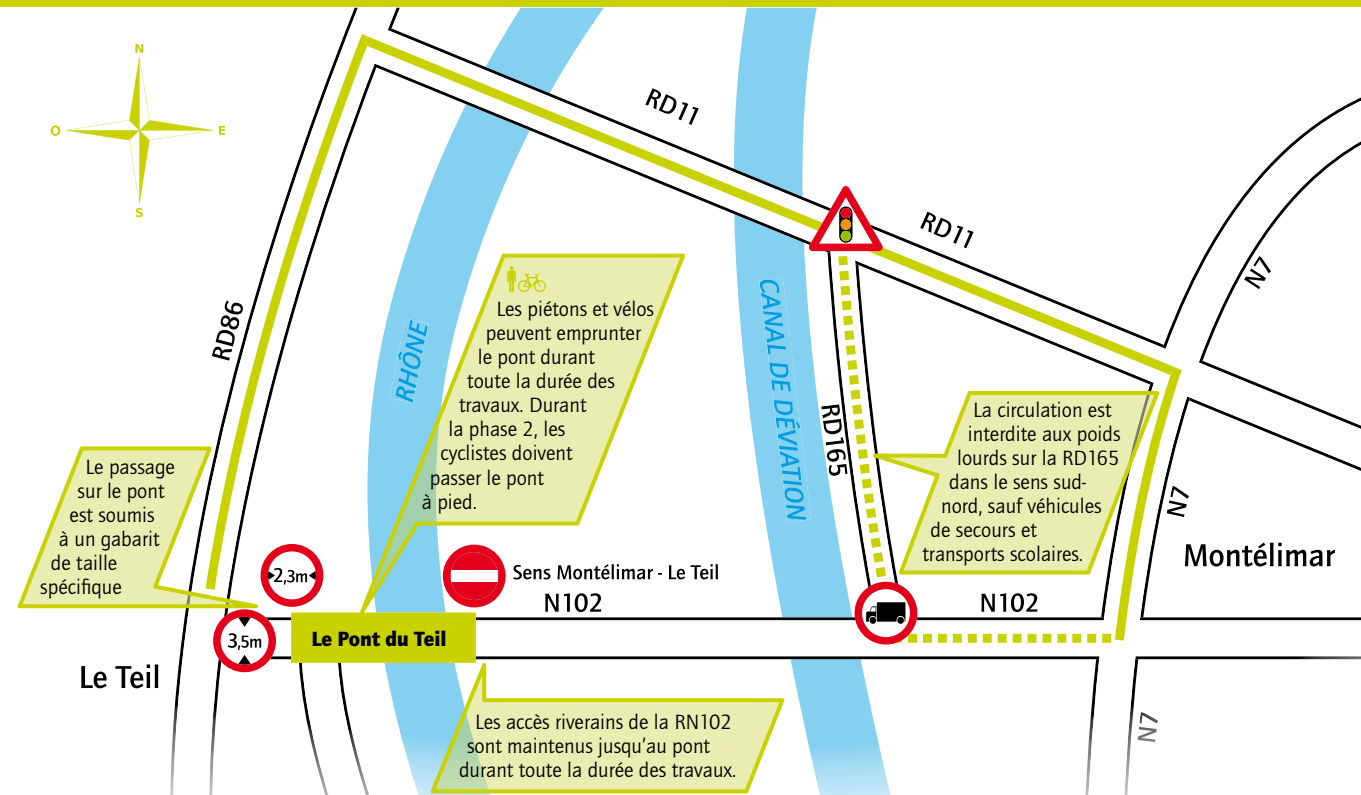 N
O
E
S
RD11
RD11
N7
RD86
RHÔNE
CANAL DE DÉVIATION
RD165
Les piétons et vélos
peuvent emprunter
le pont durant
toute la durée des
travaux. Durant
la phase 2, les
cyclistes doivent
passer le pont
à pied.
La circulation est
interdite aux poids
lourds sur la RD165
dans le sens sud-
nord, sauf véhicules
de secours et
transports scolaires.
Le passage
sur le pont
est soumis
à un gabarit
de taille
spécifique
N7
Montélimar
2,3m
Sens Montélimar - Le Teil
N102
N102
3,5m
Le Pont du Teil
Le Teil
Les accès riverains de la RN102
sont maintenus jusqu'au pont
durant toute la durée des travaux.
N7